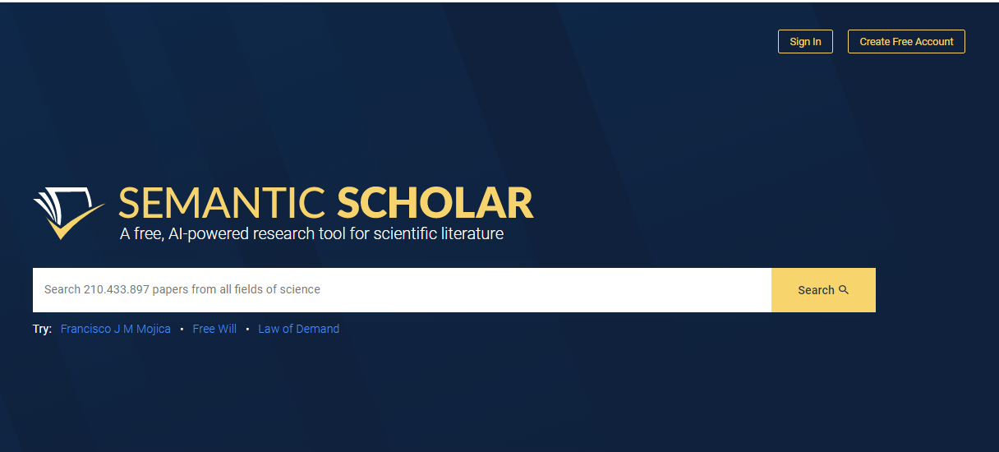 Sign In Create Free Account
SEMANTIC SCHOLAR
A free, AI-powered research tool for scientific literature
Search 210.433.897 papers from all fields of science Search
Try: Francisco J M Mojica • Free Will • Law of Demand